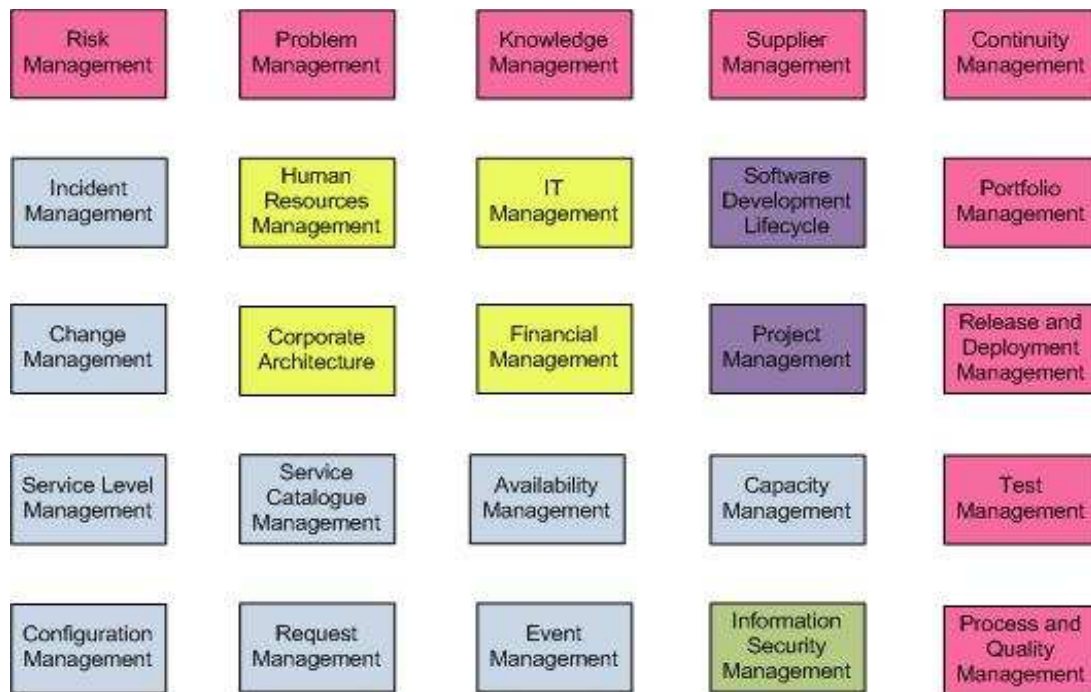 Risk
Management
Problem
Management
Knowledge
Management
Supplier
Management
Continuity
Management
Incident
Management
Human
Resources
Management
IT
Management
Software
Development
Lifecycle
Portfolio
Management
Change
Management
Corporate
Architecture
Financial
Management
Project
Management
Release and
Deployment
Management
Service Level
Management
Service
Catalogue
Management
Availability
Management
Capacity
Management
Test
Management
Configuration
Management
Request
Management
Event
Management
Information
Security
Management
Process and
Quality
Management